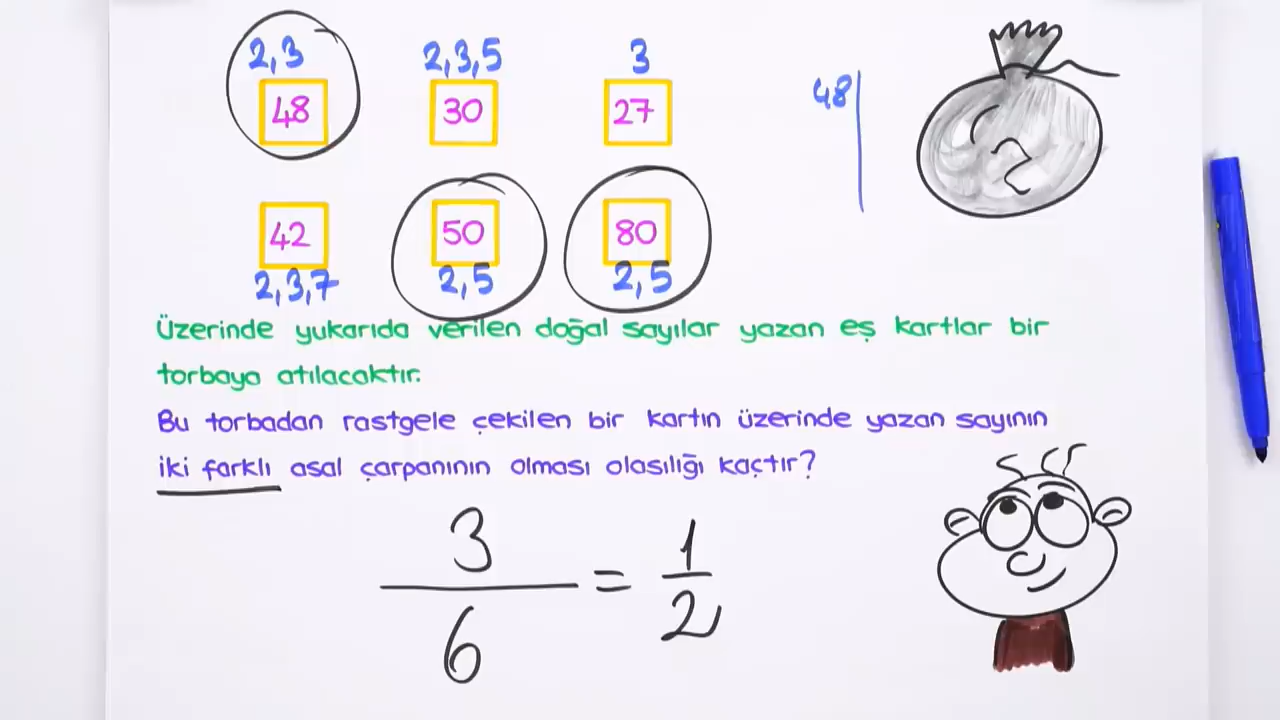 2,3 2,3,5 3
48 30 27 48
42 50 80
2,3,7 2,5 2,5
Üzerinde yukarıda verilen doğal sayılar yazan eş kartlar bir
torbaya atılacaktır.
Bu torbadan rastgele çekilen bir kartın üzerinde yazan sayının
iki farklı asal çarpanının olması olasılığı kaçtır?
3 1
— = —
6 2